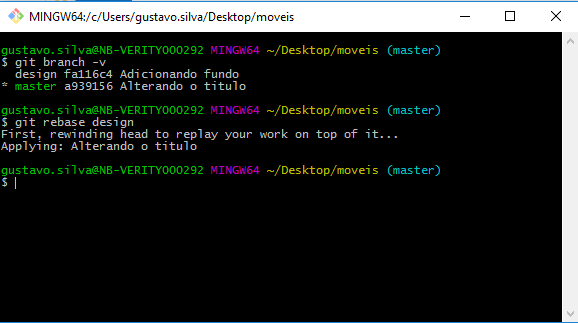 MINGW64:/c/Users/gustavo.silva/Desktop/moveis
gustavo.silva@NB-VERITY000292 MINGW64 ~/Desktop/moveis (master)
$ git branch -v
  design fa116c4 Adicionando fundo
* master a939156 Alterando o titulo
gustavo.silva@NB-VERITY000292 MINGW64 ~/Desktop/moveis (master)
$ git rebase design
First, rewinding head to replay your work on top of it...
Applying: Alterando o titulo
gustavo.silva@NB-VERITY000292 MINGW64 ~/Desktop/moveis (master)
$